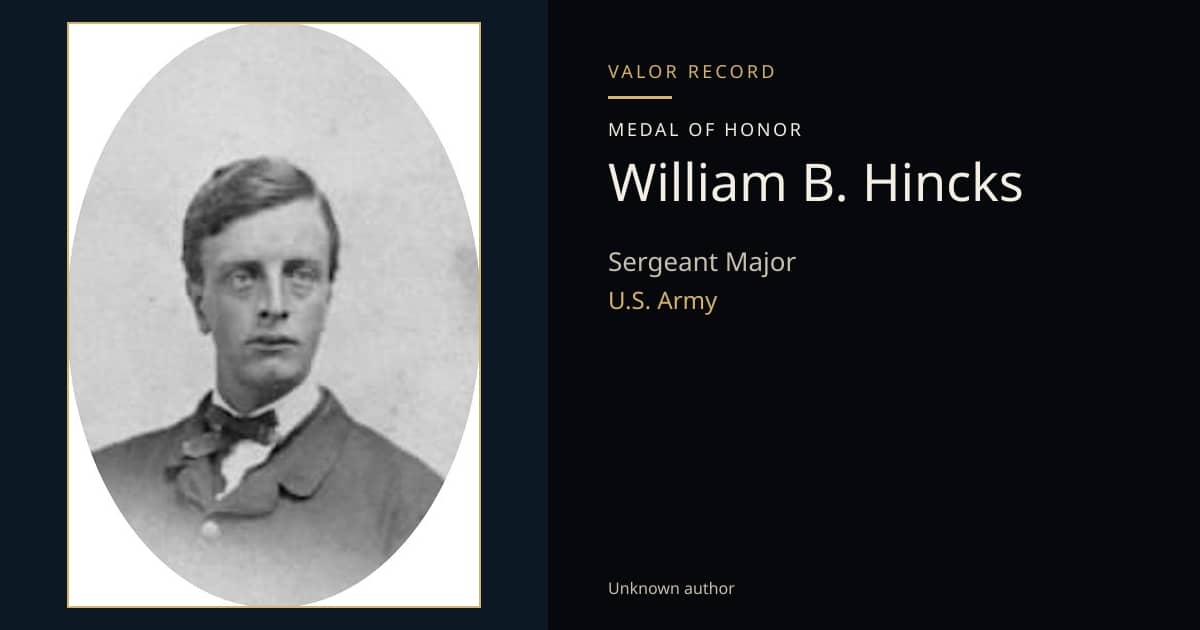 VALOR RECORD
MEDAL OF HONOR
William B. Hincks
Sergeant Major
U.S. Army
Unknown author